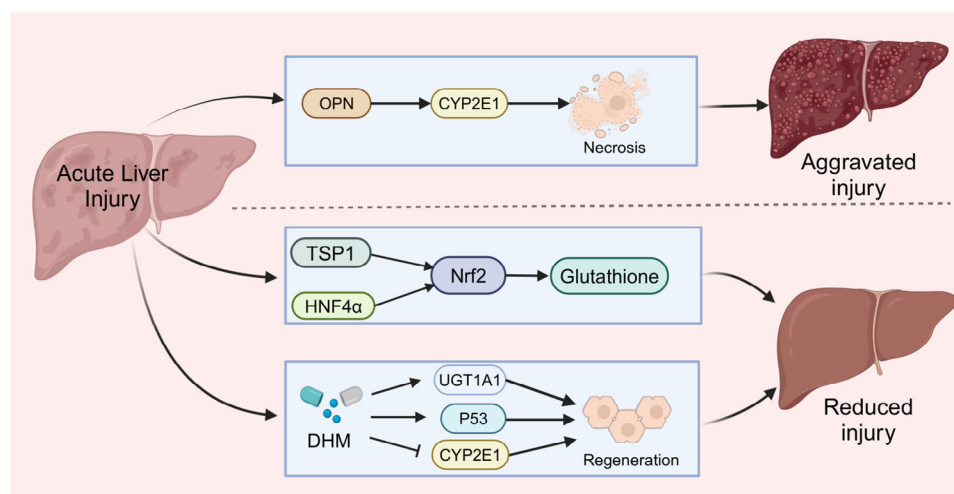 Acute Liver
Injury
OPN
CYP2E1
Necrosis
Aggravated
injury
TSP1
HNF4α
Nrf2
Glutathione
DHM
UGT1A1
P53
CYP2E1
Regeneration
Reduced
injury